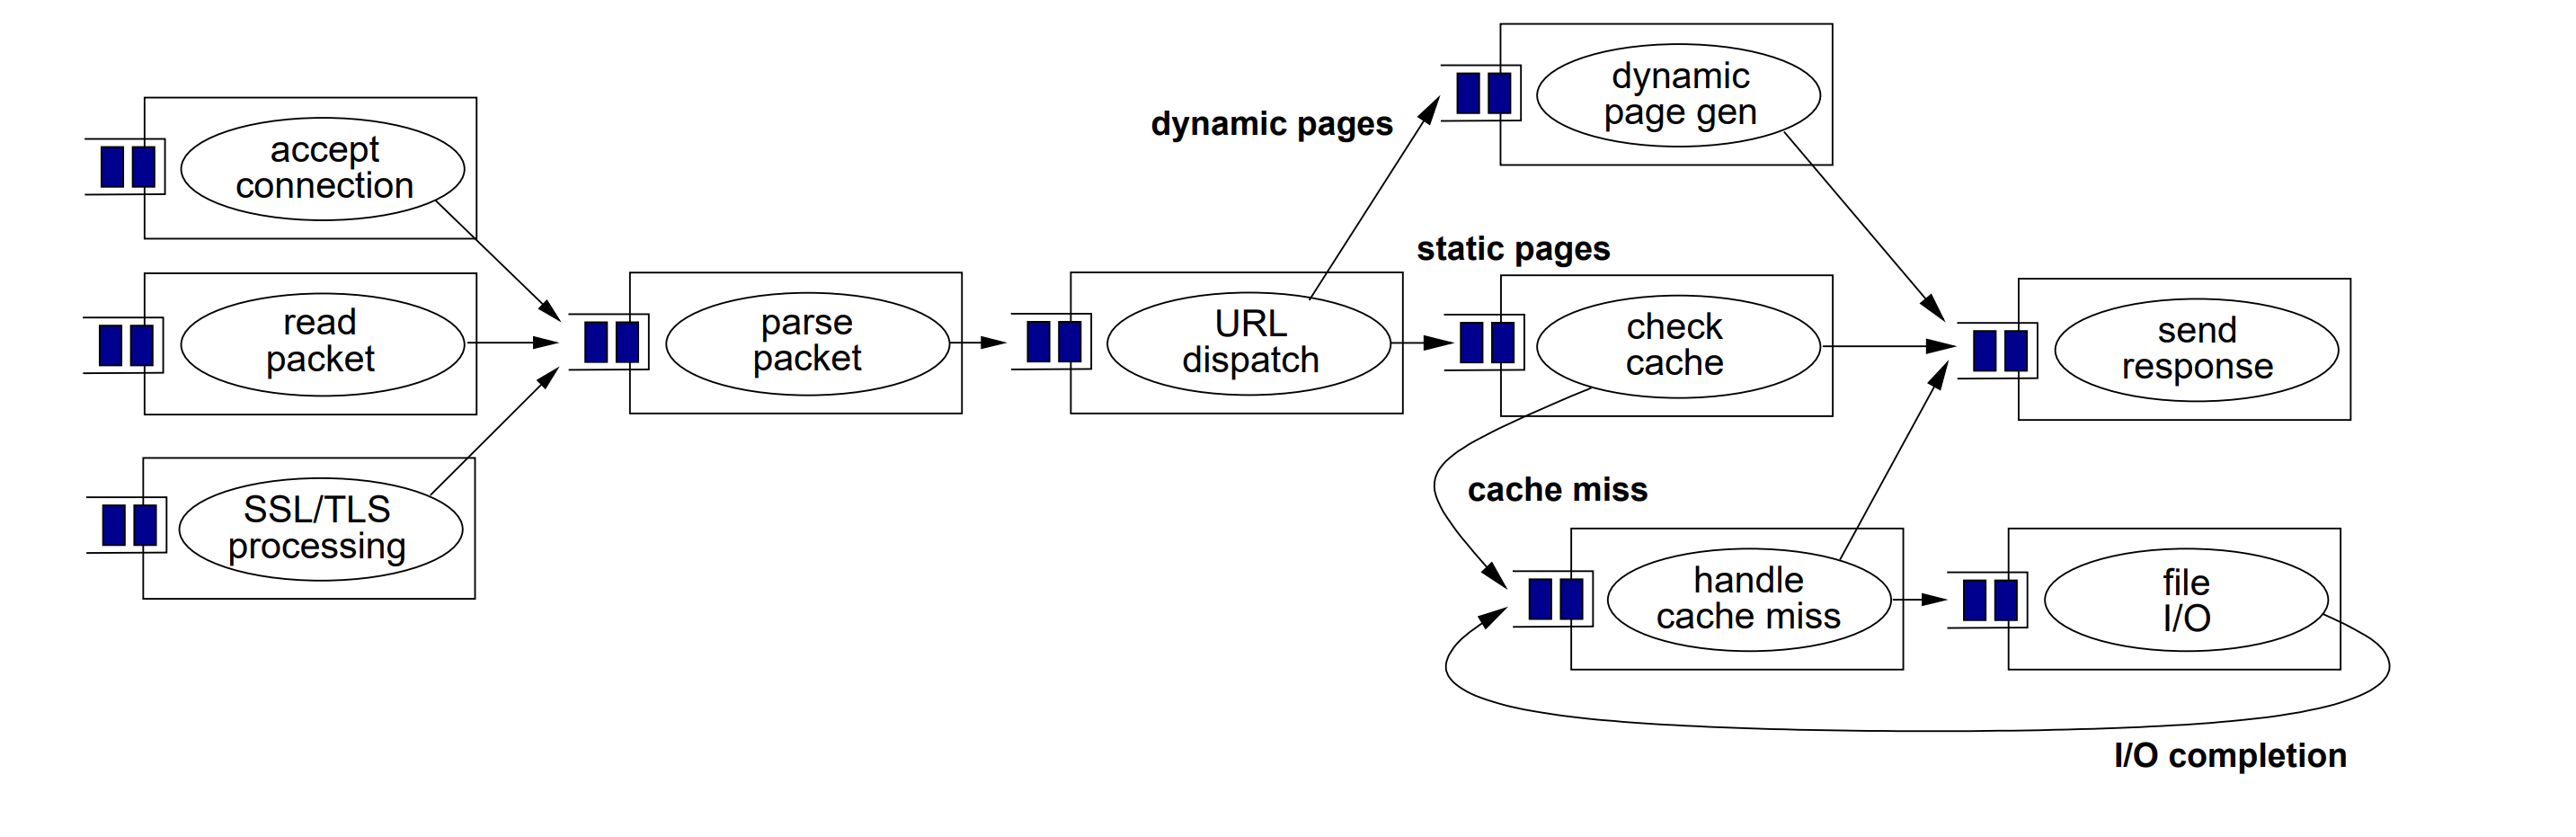 dynamic
page gen
dynamic pages
accept
connection
static pages
read
packet
parse
packet
URL
dispatch
check
cache
send
response
cache miss
SSL/TLS
processing
handle
cache miss
file
I/O
I/O completion